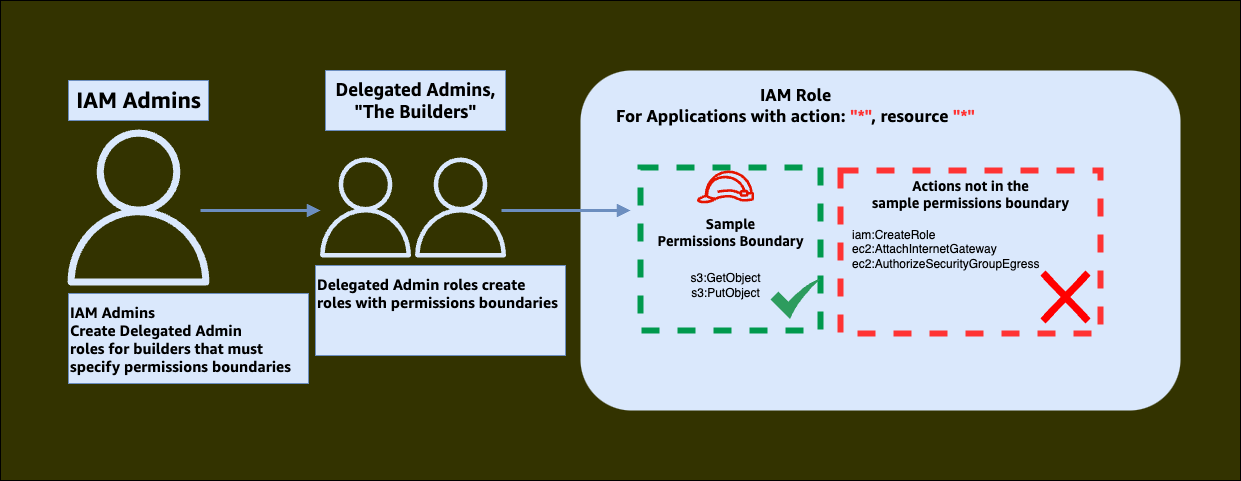 IAM Admins
IAM Admins
Create Delegated Admin
roles for builders that must
specify permissions boundaries
Delegated Admins,
"The Builders"
Delegated Admin roles create
roles with permissions boundaries
IAM Role
For Applications with action: "*", resource "*"
Sample
Permissions Boundary
s3:GetObject
s3:PutObject
Actions not in the
sample permissions boundary
iam:CreateRole
ec2:AttachInternetGateway
ec2:AuthorizeSecurityGroupEgress